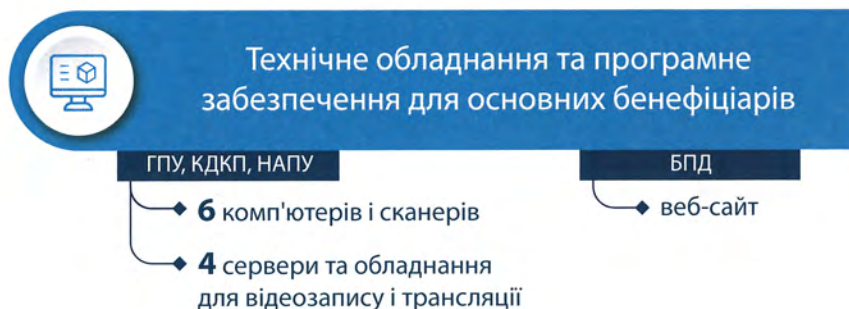 Технічне обладнання та програмне
забезпечення для основних бенефіціарів
ГПУ, КДКП, НАПУ
6 комп'ютерів і сканерів
4 сервери та обладнання
для відеозапису і трансляції
БПД
веб-сайт